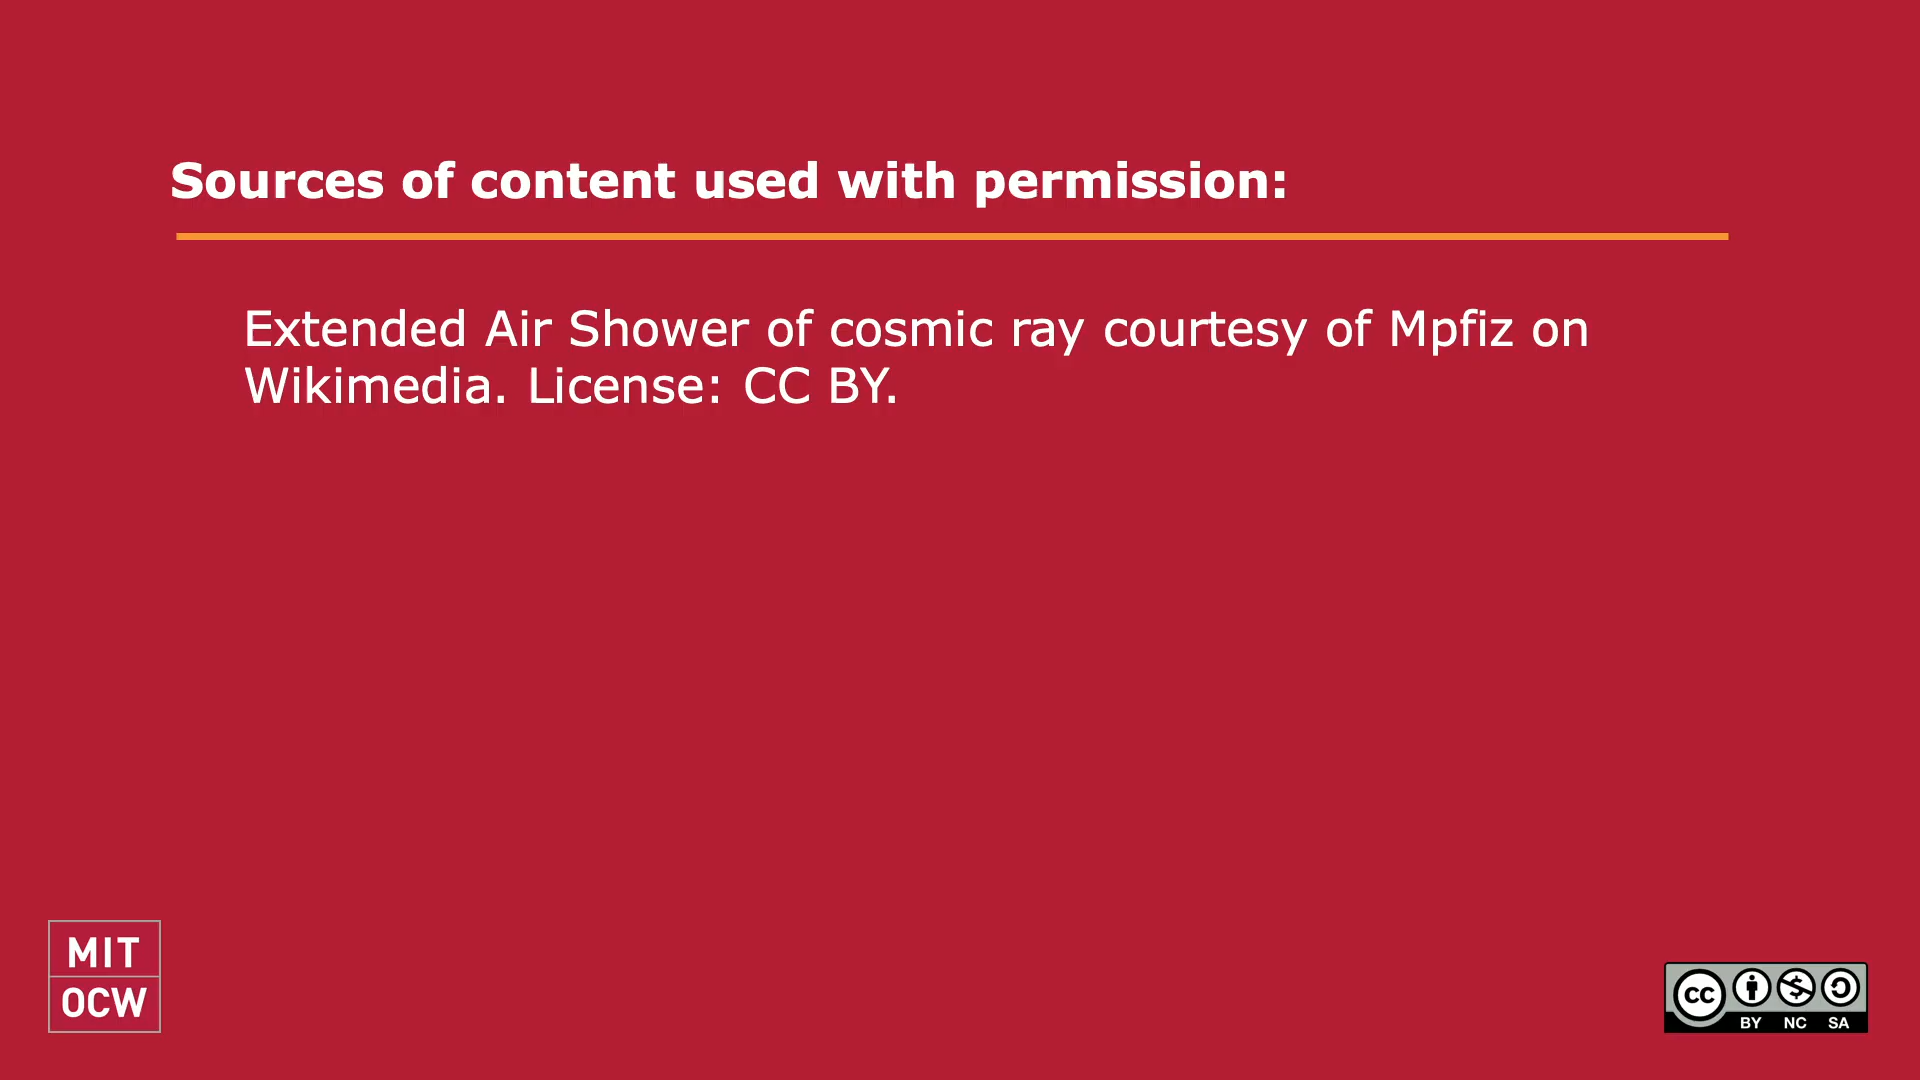 Sources of content used with permission:
Extended Air Shower of cosmic ray courtesy of Mpfiz on
Wikimedia. License: CC BY.
MIT
OCW
CC
BY NC SA